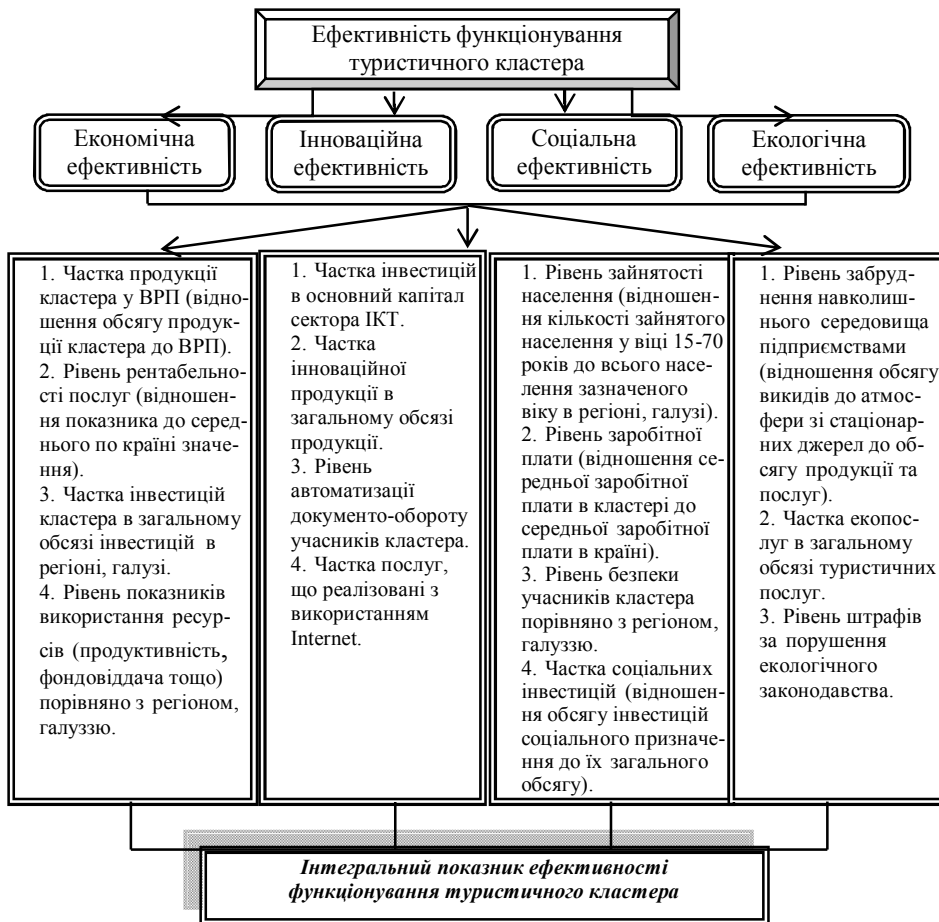 Ефективність функціонування
туристичного кластера
Економічна
ефективність
Інноваційна
ефективність
Соціальна
ефективність
Екологічна
ефективність
1. Частка продукції
кластера у ВРП (відно-
шення обсягу продук-
ції кластера до ВРП).
2. Рівень рентабельно-
сті послуг (відношення
показника до серед-
нього по країні значен-
ня).
3. Частка інвестицій
кластера в загальному
обсязі інвестицій в
регіоні, галузі.
4. Рівень показників
використання ресур-
сів (продуктивність,
фондовіддача тощо)
порівняно з регіоном,
галуззю.
1. Частка інвестицій
в основний капітал
сектора ІКТ.
2. Частка
інноваційної
продукції в
загальному обсязі
продукції.
3. Рівень
автоматизації
документо-обороту
учасників кластера.
4. Частка послуг,
що реалізовані з
використанням
Internet.
1. Рівень зайнятості
населення (відношен-
ня кількості зайнятого
населення у віці 15-70
років до всього насе-
лення зазначеного
віку в регіоні, галузі).
2. Рівень заробітної
плати (відношення се-
редньої заробітної
плати в кластері до
середньої заробітної
плати в країні).
3. Рівень безпеки
учасників кластера
порівняно з регіоном,
галуззю.
4. Частка соціальних
інвестицій (відношен-
ня обсягу інвестицій
соціального призначе-
ння до їх загального
обсягу).
1. Рівень забруд-
нення навколиш-
нього середовища
підприємствами
(відношення обсягу
викидів до атмос-
фери зі стаціонар-
них джерел до об-
сягу продукції та
послуг).
2. Частка екопос-
луг в загальному
обсязі туристичних
послуг.
3. Рівень штрафів
за порушення
екологічного
законодавства.
Інтегральний показник ефективності
функціонування туристичного кластера